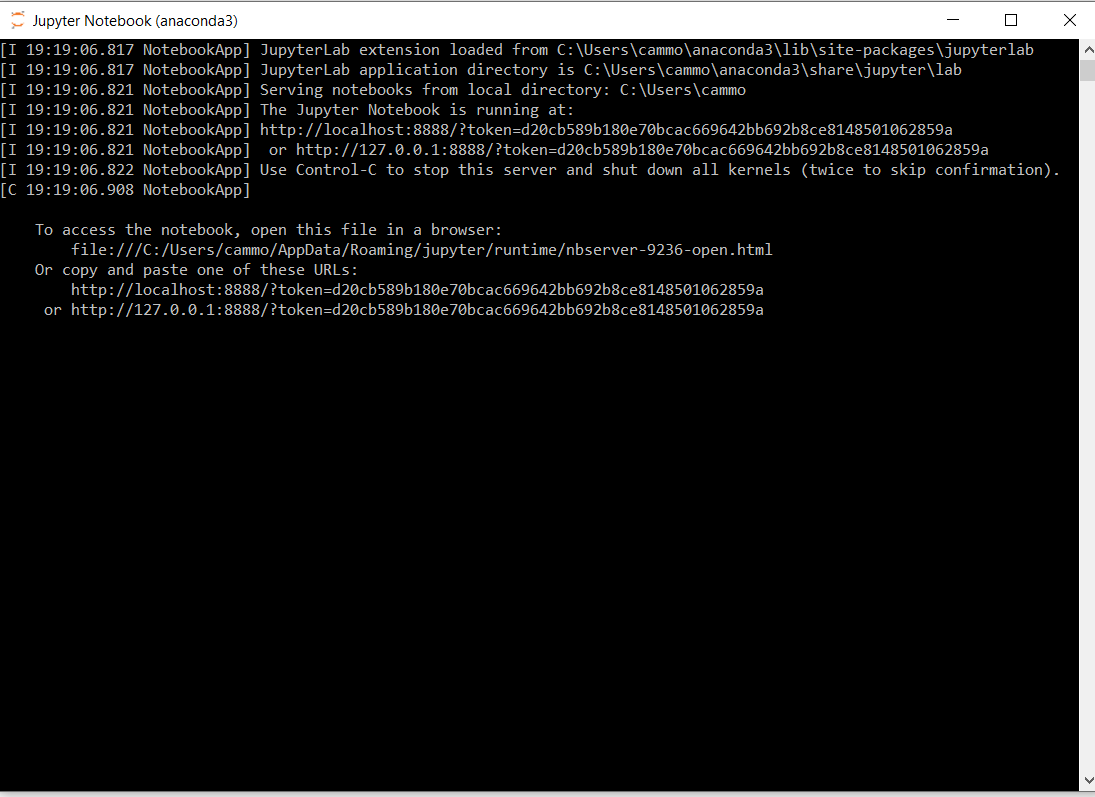 Jupyter Notebook (anaconda3)
[I 19:19:06.817 NotebookApp] JupyterLab extension loaded from C:\Users\cammo\anaconda3\lib\site-packages\jupyterlab
[I 19:19:06.817 NotebookApp] JupyterLab application directory is C:\Users\cammo\anaconda3\share\jupyter\lab
[I 19:19:06.821 NotebookApp] Serving notebooks from local directory: C:\Users\cammo
[I 19:19:06.821 NotebookApp] The Jupyter Notebook is running at:
[I 19:19:06.821 NotebookApp] http://localhost:8888/?token=d20cb589b180e70bcac669642bb692b8ce8148501062859a
[I 19:19:06.821 NotebookApp]  or http://127.0.0.1:8888/?token=d20cb589b180e70bcac669642bb692b8ce8148501062859a
[I 19:19:06.822 NotebookApp] Use Control-C to stop this server and shut down all kernels (twice to skip confirmation).
[C 19:19:06.908 NotebookApp]
To access the notebook, open this file in a browser:
file:///C:/Users/cammo/AppData/Roaming/jupyter/runtime/nbserver-9236-open.html
Or copy and paste one of these URLs:
http://localhost:8888/?token=d20cb589b180e70bcac669642bb692b8ce8148501062859a
or http://127.0.0.1:8888/?token=d20cb589b180e70bcac669642bb692b8ce8148501062859a